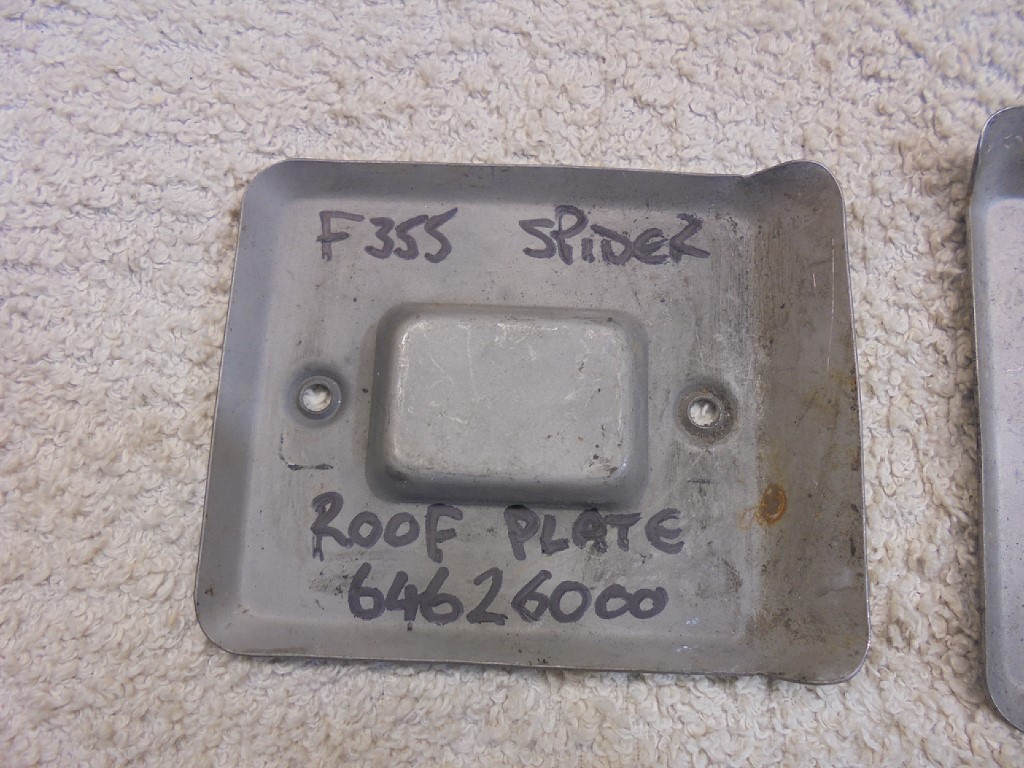 F355 SPiDER
ROOF PLATE
64626000